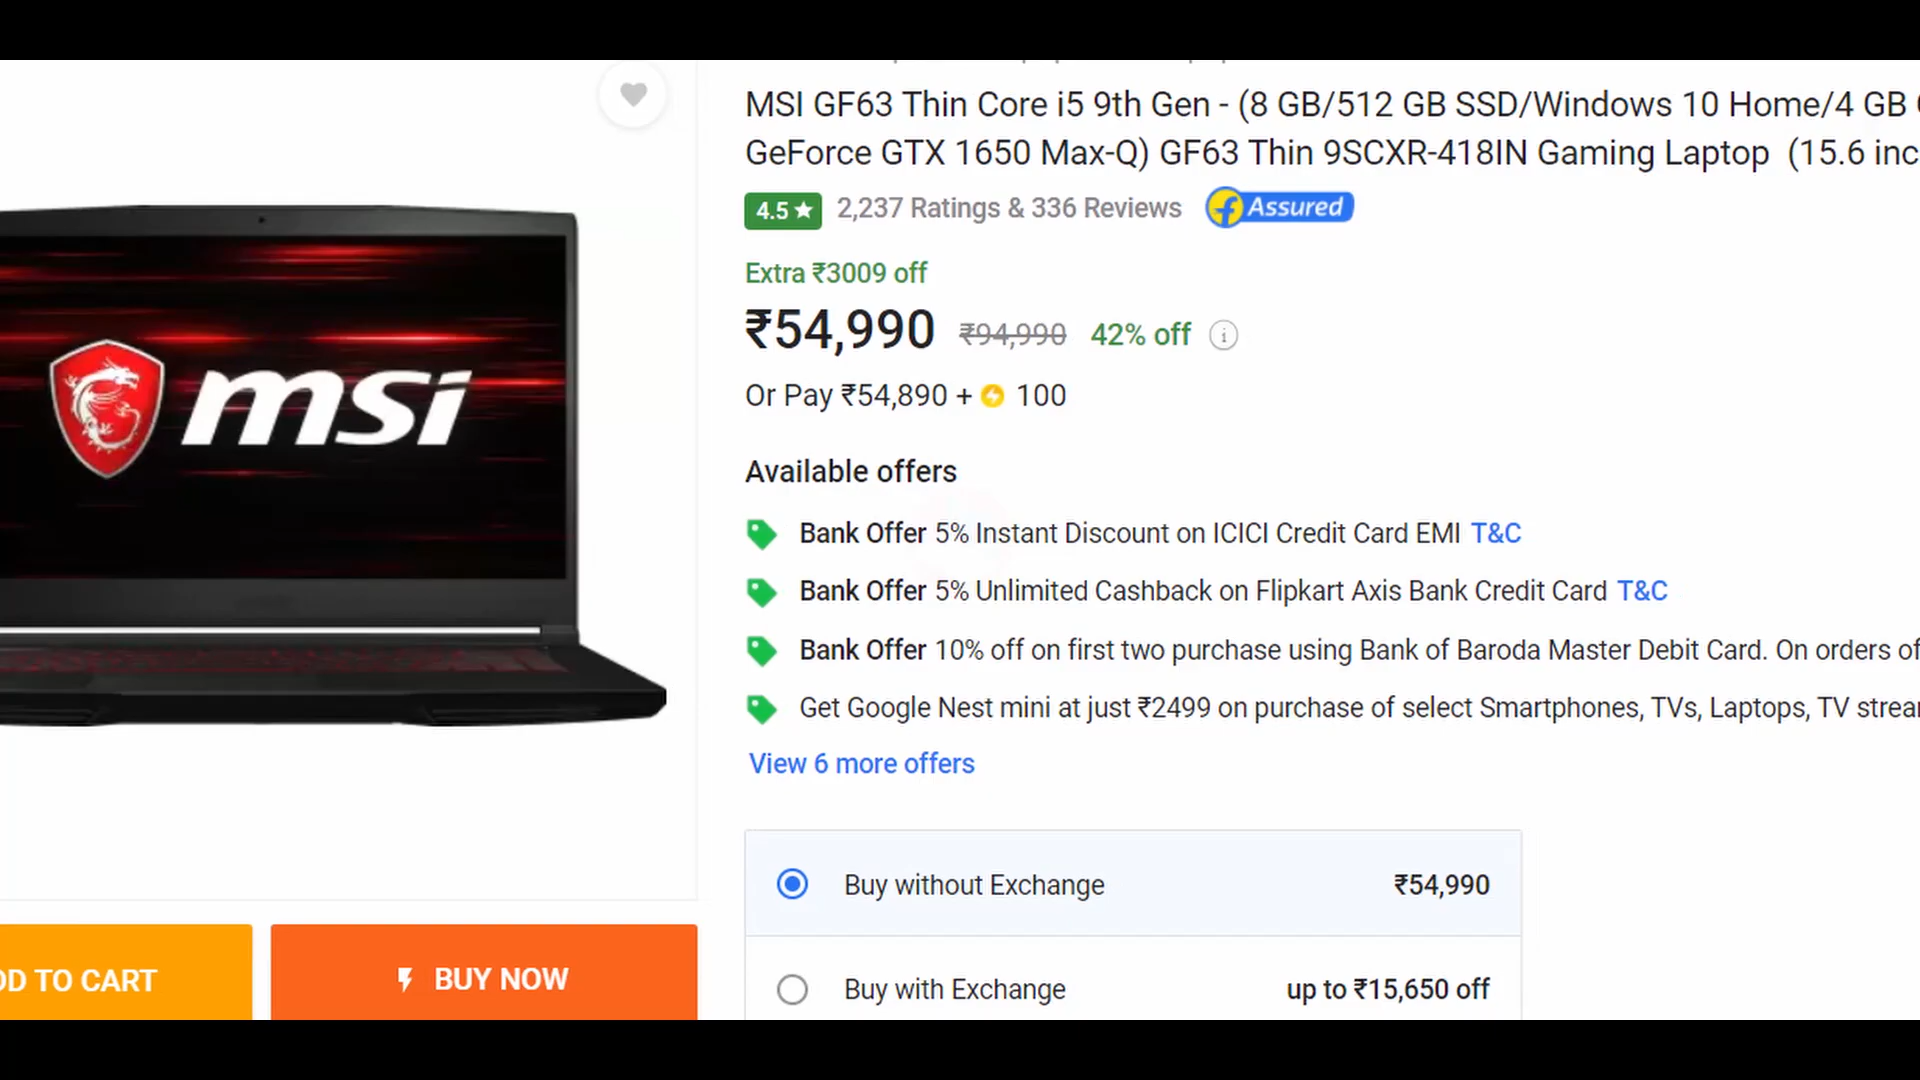 MSI GF63 Thin Core i5 9th Gen - (8 GB/512 GB SSD/Windows 10 Home/4 GB
GeForce GTX 1650 Max-Q) GF63 Thin 9SCXR-418IN Gaming Laptop (15.6 inc
4.5★ 2,237 Ratings & 336 Reviews Assured
Extra ₹3009 off
₹54,990 ₹94,990 42% off
Or Pay ₹54,890 + 100
msi
Available offers
Bank Offer 5% Instant Discount on ICICI Credit Card EMI T&C
Bank Offer 5% Unlimited Cashback on Flipkart Axis Bank Credit Card T&C
Bank Offer 10% off on first two purchase using Bank of Baroda Master Debit Card. On orders of
Get Google Nest mini at just ₹2499 on purchase of select Smartphones, TVs, Laptops, TV strea
View 6 more offers
Buy without Exchange ₹54,990
Buy with Exchange up to ₹15,650 off
DD TO CART
BUY NOW